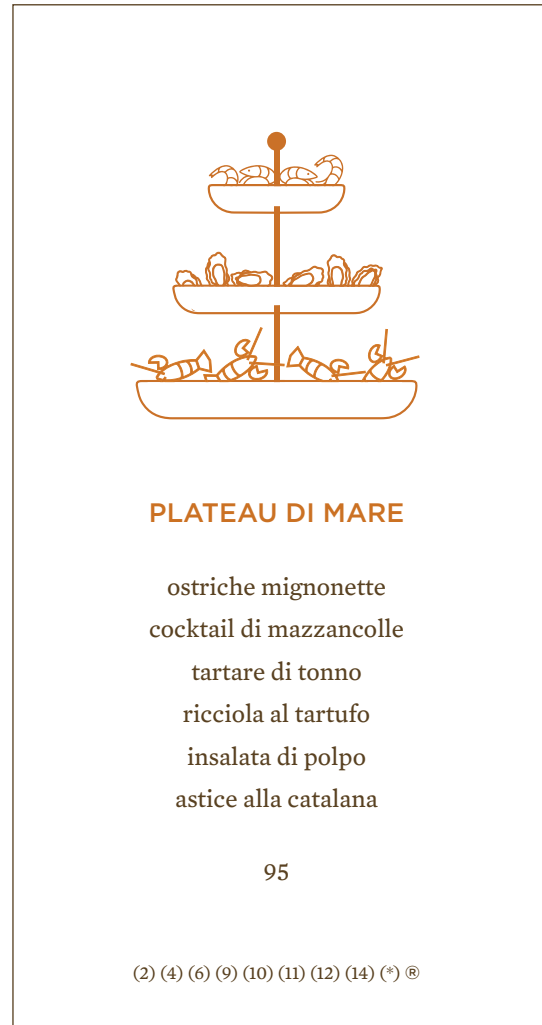 PLATEAU DI MARE
ostriche mignonette
cocktail di mazzancolle
tartare di tonno
ricciola al tartufo
insalata di polpo
astice alla catalana
95
(2) (4) (6) (9) (10) (11) (12) (14) (*) ®